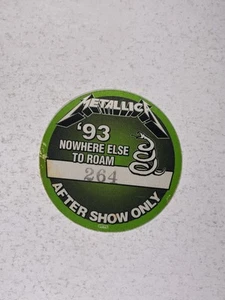 METALLICA
'93
NOWHERE ELSE
TO ROAM
264
AFTER SHOW ONLY